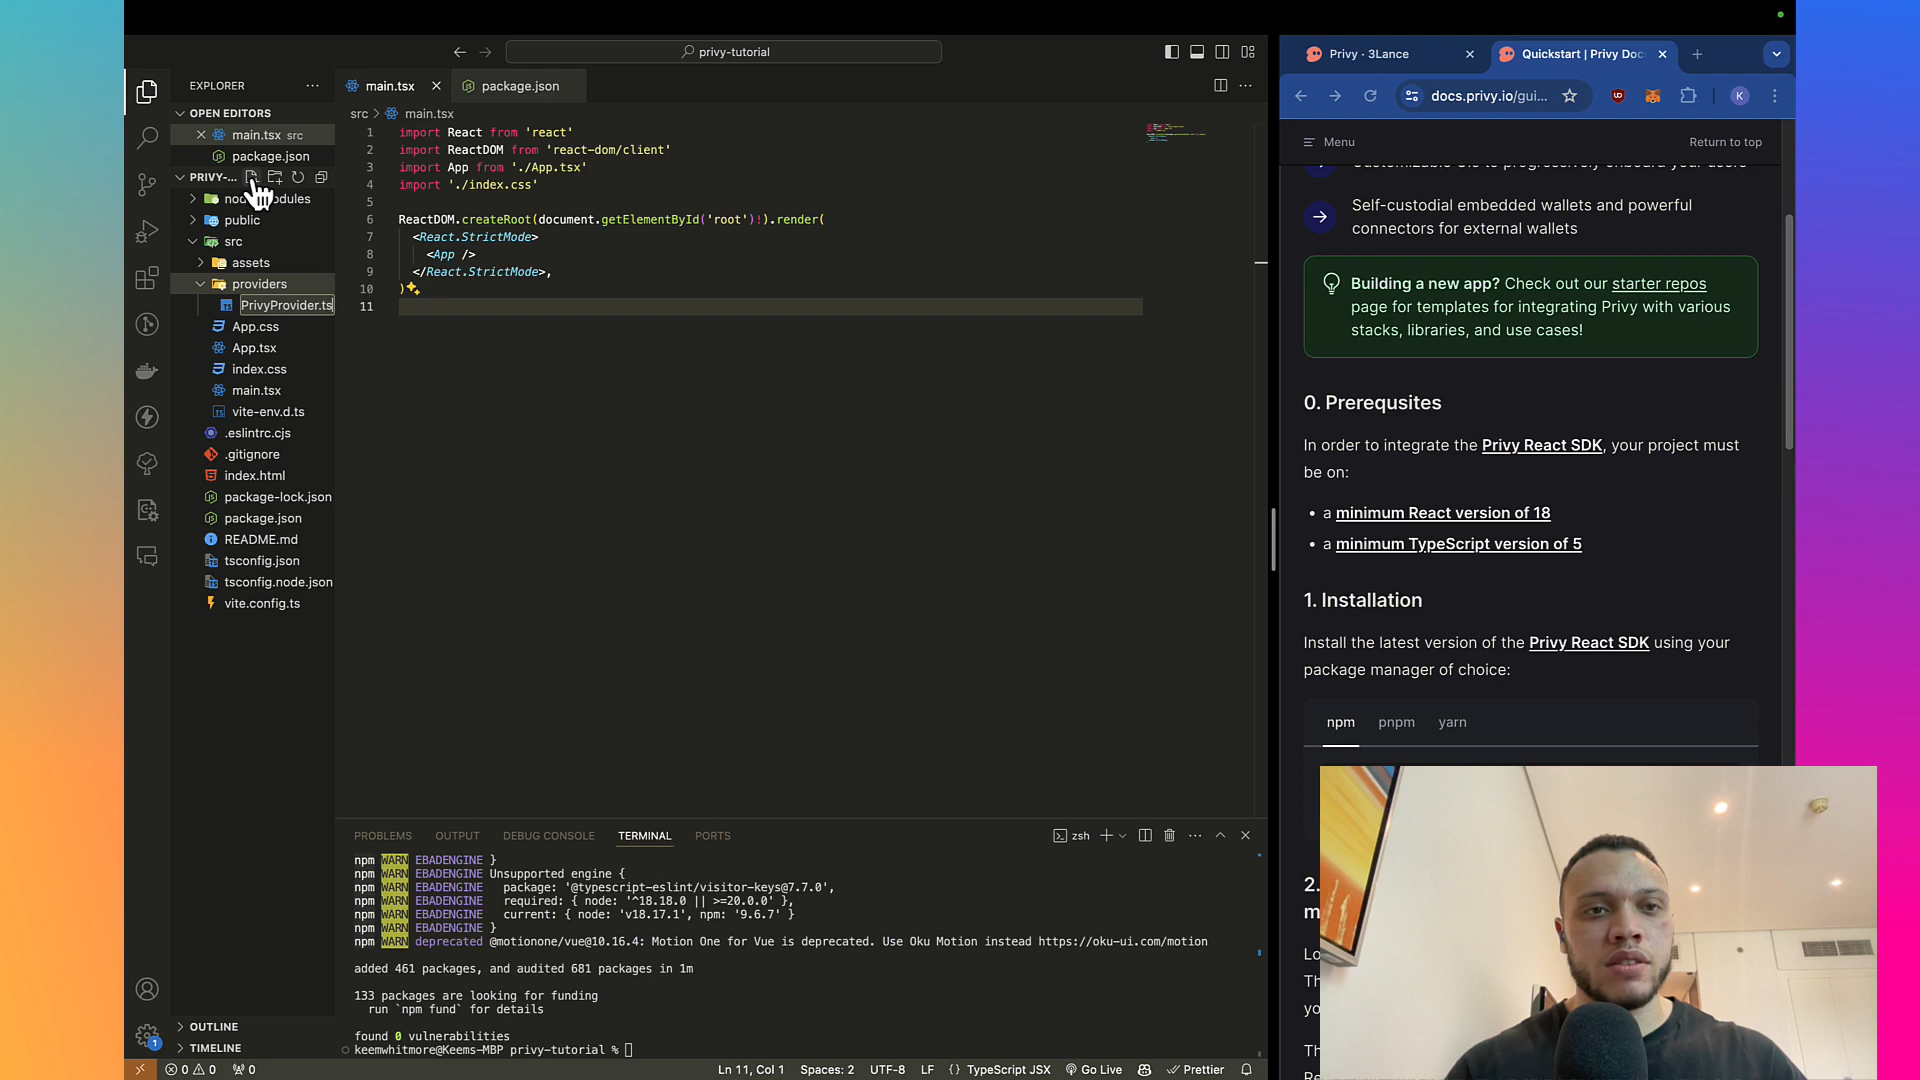 privy-tutorial
EXPLORER
OPEN EDITORS
main.tsx src
package.json
PRIVY-...
public
src
assets
providers
PrivyProvider.ts
App.css
App.tsx
index.css
main.tsx
vite-env.d.ts
.eslintrc.cjs
.gitignore
index.html
package-lock.json
package.json
README.md
tsconfig.json
tsconfig.node.json
vite.config.ts
OUTLINE
TIMELINE
1
main.tsx
package.json
src > main.tsx
1 import React from 'react'
2 import ReactDOM from 'react-dom/client'
3 import App from './App.tsx'
4 import './index.css'
5
6 ReactDOM.createRoot(document.getElementById('root')!).render(
7 <React.StrictMode>
8 <App />
9 </React.StrictMode>,
10 )
11
PROBLEMS
OUTPUT
DEBUG CONSOLE
TERMINAL
PORTS
zsh
npm WARN EBADENGINE }
npm WARN EBADENGINE Unsupported engine {
npm WARN EBADENGINE package: '@typescript-eslint/visitor-keys@7.7.0',
npm WARN EBADENGINE required: { node: '^18.18.0 || >=20.0.0' },
npm WARN EBADENGINE current: { node: 'v18.17.1', npm: '9.6.7' }
npm WARN EBADENGINE }
npm WARN deprecated @motionone/vue@10.16.4: Motion One for Vue is deprecated. Use Oku Motion instead https://oku-ui.com/motion
added 461 packages, and audited 681 packages in 1m
133 packages are looking for funding
run `npm fund` for details
found 0 vulnerabilities
keemwhitmore@Keems-MBP privy-tutorial %
0 0 0
Ln 11, Col 1
Spaces: 2
UTF-8
LF
{} TypeScript JSX
Go Live
Prettier
Privy · 3Lance
Quickstart | Privy Doc
docs.privy.io/gui...
K
Menu
Return to top
Customizable UIs to progressively onboard your users
Self-custodial embedded wallets and powerful
connectors for external wallets
Building a new app? Check out our starter repos
page for templates for integrating Privy with various
stacks, libraries, and use cases!
0. Prerequsites
In order to integrate the Privy React SDK, your project must
be on:
• a minimum React version of 18
• a minimum TypeScript version of 5
1. Installation
Install the latest version of the Privy React SDK using your
package manager of choice:
npm
pnpm
yarn
2.